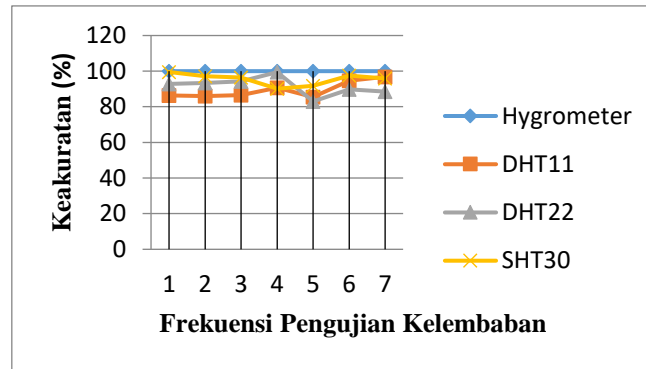 Keakuratan (%)
120
100
80
60
40
20
0
1 2 3 4 5 6 7
Frekuensi Pengujian Kelembaban
Hygrometer
DHT11
DHT22
SHT30